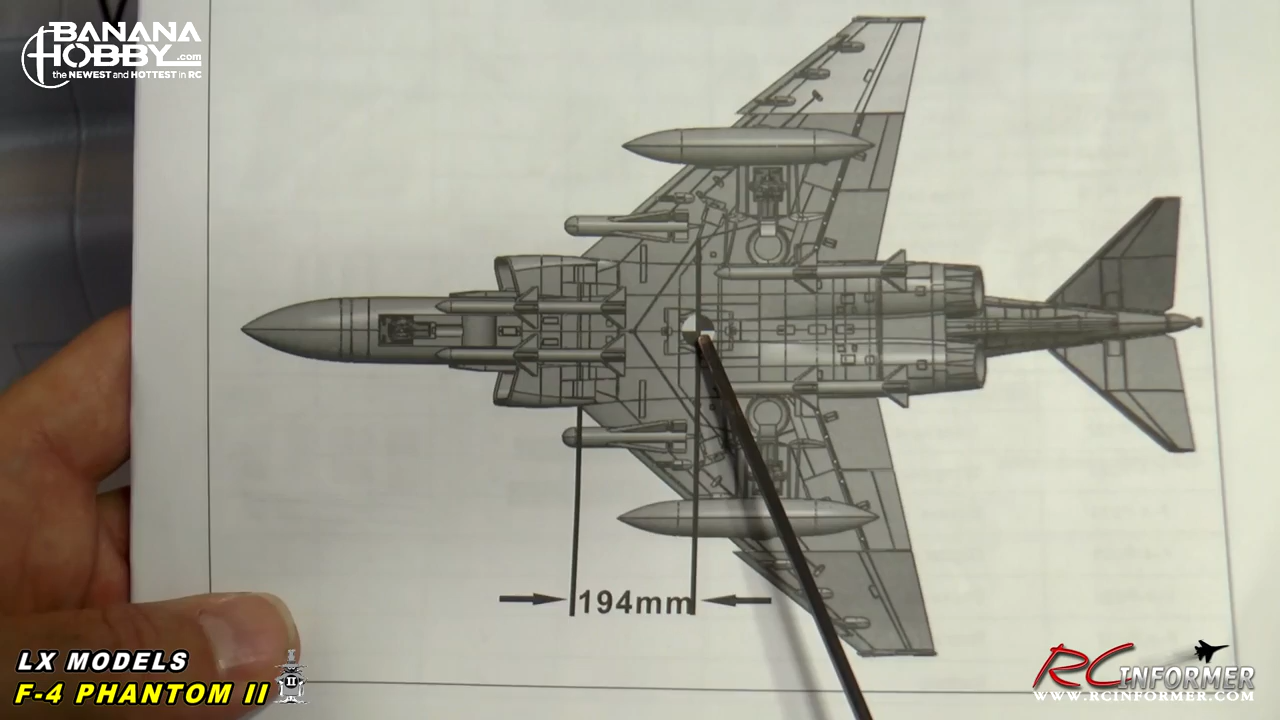 BANANA
HOBBY.com
the NEWEST and HOTTEST in RC
194mm
LX MODELS
F-4 PHANTOM II
II
RC INFORMER
WWW.RCINFORMER.COM